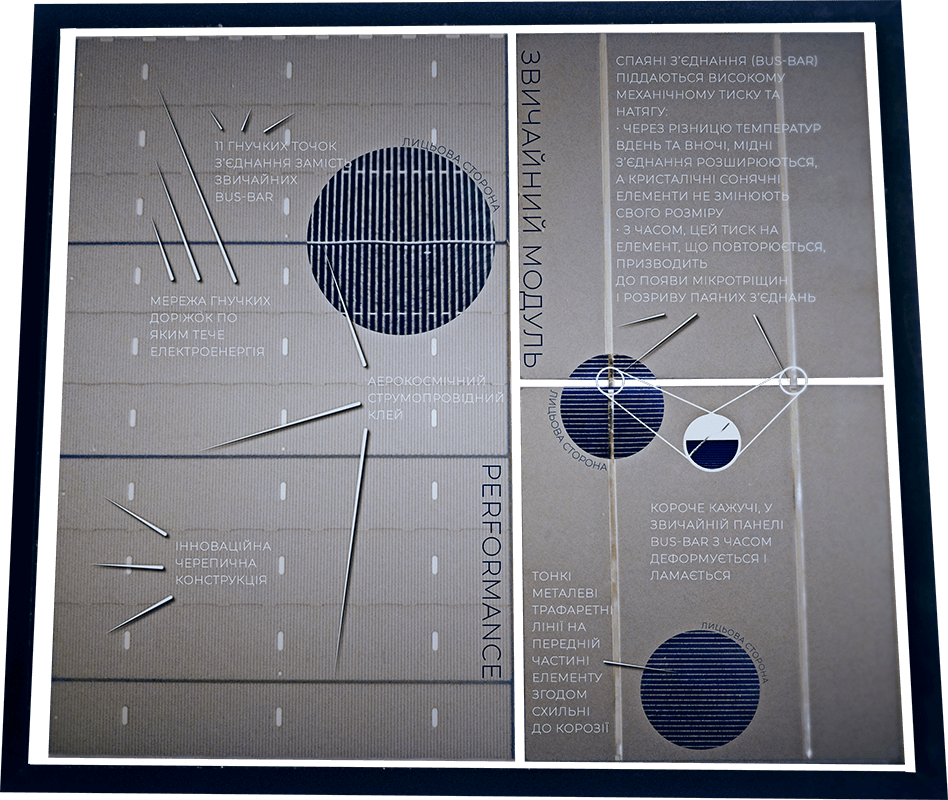 11 ГНУЧКИХ ТОЧОК
З'ЄДНАННЯ ЗАМІСТЬ
ЗВИЧАЙНИХ
BUS-BAR
ЛИЦЬОВА СТОРОНА
МЕРЕЖА ГНУЧКИХ
ДОРІЖОК ПО
ЯКИМ ТЕЧЕ
ЕЛЕКТРОЕНЕРГІЯ
АЕРОКОСМІЧНИЙ
СТРУМОПРОВІДНИЙ
КЛЕЙ
ІННОВАЦІЙНА
ЧЕРЕПИЧНА
КОНСТРУКЦІЯ
PERFORMANCE
ЗВИЧАЙНИЙ МОДУЛЬ
СПАЯНІ З'ЄДНАННЯ (BUS-BAR)
ПІДДАЮТЬСЯ ВИСОКОМУ
МЕХАНІЧНОМУ ТИСКУ ТА
НАТЯГУ:
· ЧЕРЕЗ РІЗНИЦЮ ТЕМПЕРАТУР
ВДЕНЬ ТА ВНОЧІ, МІДНІ
З'ЄДНАННЯ РОЗШИРЮЮТЬСЯ,
А КРИСТАЛІЧНІ СОНЯЧНІ
ЕЛЕМЕНТИ НЕ ЗМІНЮЮТЬ
СВОГО РОЗМІРУ
· З ЧАСОМ, ЦЕЙ ТИСК НА
ЕЛЕМЕНТ, ЩО ПОВТОРЮЄТЬСЯ,
ПРИЗВОДИТЬ
ДО ПОЯВИ МІКРОТРІЩИН
І РОЗРИВУ ПАЯНИХ З'ЄДНАНЬ
ЛИЦЬОВА СТОРОНА
КОРОЧЕ КАЖУЧІ, У
ЗВИЧАЙНІЙ ПАНЕЛІ
BUS-BAR З ЧАСОМ
ДЕФОРМУЄТЬСЯ І
ЛАМАЄТЬСЯ
ТОНКІ
МЕТАЛЕВІ
ТРАФАРЕТНІ
ЛІНІЇ НА
ПЕРЕДНІЙ
ЧАСТИНІ
ЕЛЕМЕНТУ
ЗГОДОМ
СХИЛЬНІ
ДО КОРОЗІЇ
ЛИЦЬОВА СТОРОНА